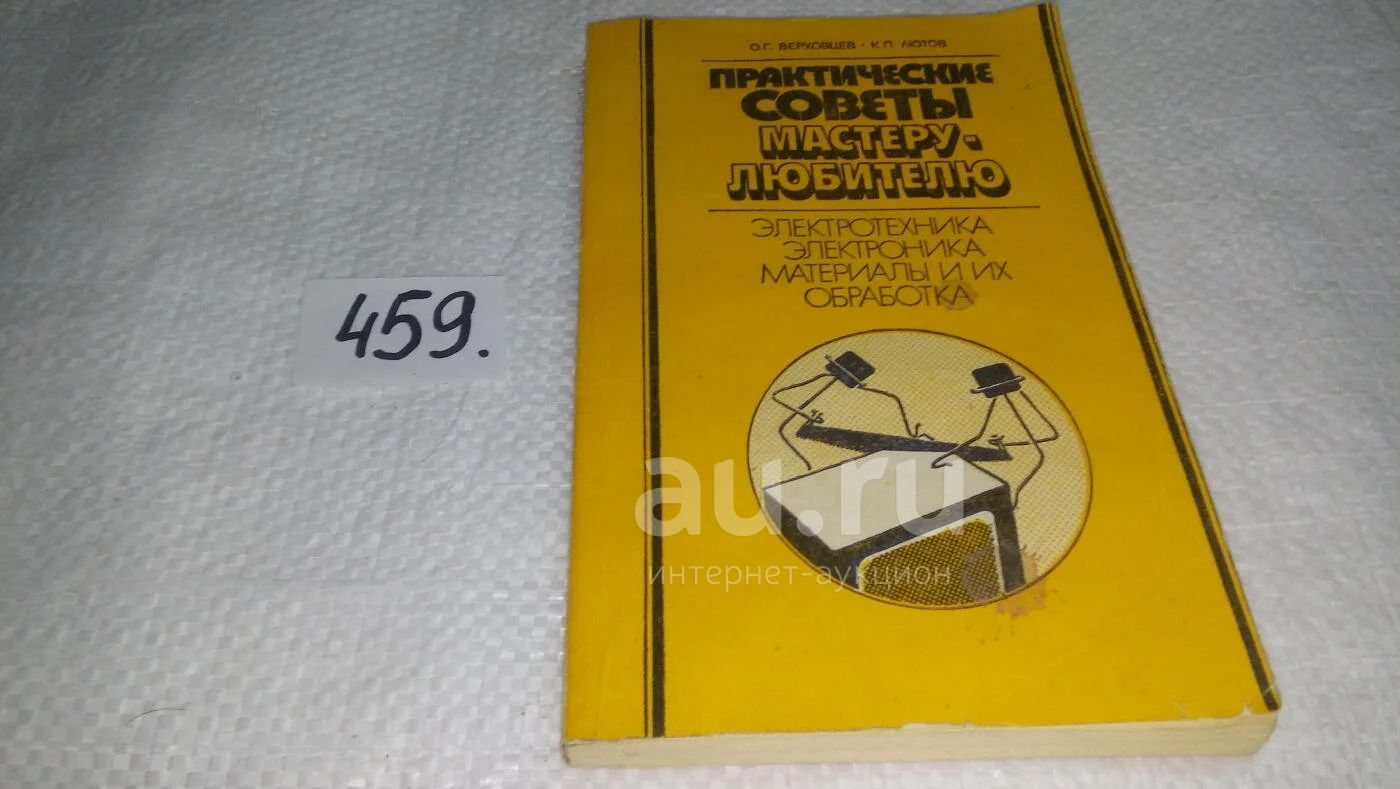 О.Г. ВЕРХОВЦЕВ · К.П. ЛЮТОВ
ПРАКТИЧЕСКИЕ
СОВЕТЫ
МАСТЕРУ-
ЛЮБИТЕЛЮ
ЭЛЕКТРОТЕХНИКА
ЭЛЕКТРОНИКА
МАТЕРИАЛЫ И ИХ
ОБРАБОТКА
459.
au.ru
интернет-аукцион